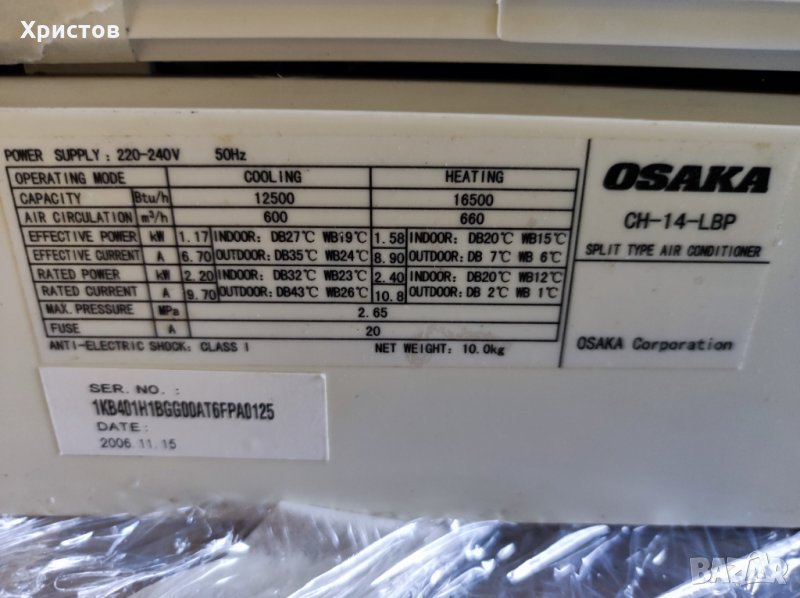 Христов
POWER SUPPLY: 220-240V 50Hz
OPERATING MODE COOLING HEATING
CAPACITY Btu/h 12500 16500
AIR CIRCULATION m³/h 600 660
EFFECTIVE POWER kW 1.17 INDOOR: DB27℃ WB19℃ 1.58 INDOOR: DB20℃ WB15℃
EFFECTIVE CURRENT A 6.70 OUTDOOR: DB35℃ WB24℃ 8.90 OUTDOOR: DB 7℃ WB 6℃
RATED POWER kW 2.20 INDOOR: DB32℃ WB23℃ 2.40 INDOOR: DB20℃ WB12℃
RATED CURRENT A 9.70 OUTDOOR: DB43℃ WB26℃ 10.8 OUTDOOR: DB 2℃ WB 1℃
MAX. PRESSURE MPa 2.65
FUSE A 20
ANTI-ELECTRIC SHOCK: CLASS I NET WEIGHT: 10.0kg
OSAKA
CH-14-LBP
SPLIT TYPE AIR CONDITIONER
OSAKA Corporation
SER. NO.:
1KB401H1BGG00AT6FPA0125
DATE:
2006.11.15
BAZAR